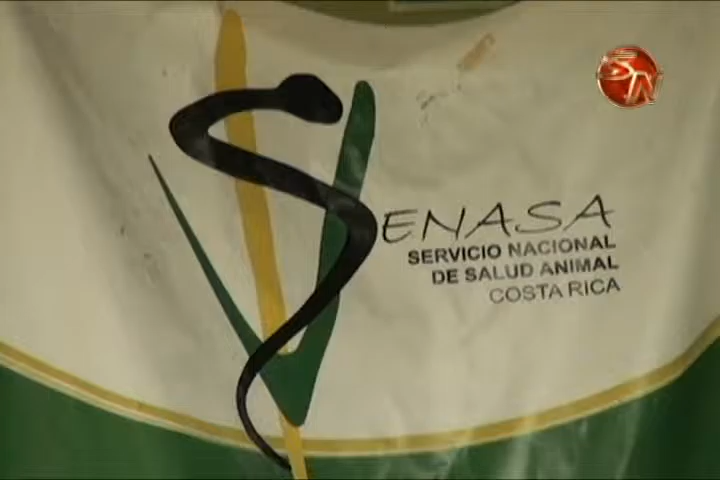 SENASA
SERVICIO NACIONAL
DE SALUD ANIMAL
COSTA RICA